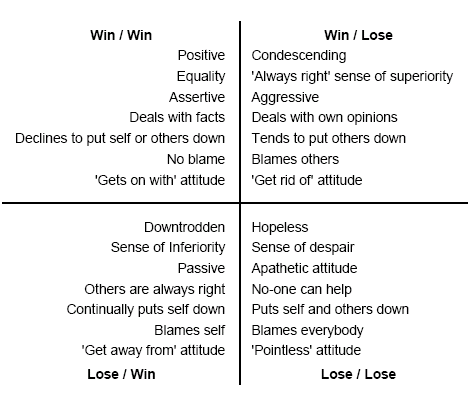 Win / Win
Positive
Equality
Assertive
Deals with facts
Declines to put self or others down
No blame
'Gets on with' attitude
Win / Lose
Condescending
'Always right' sense of superiority
Aggressive
Deals with own opinions
Tends to put others down
Blames others
'Get rid of' attitude
Downtrodden
Sense of Inferiority
Passive
Others are always right
Continually puts self down
Blames self
'Get away from' attitude
Lose / Win
Hopeless
Sense of despair
Apathetic attitude
No-one can help
Puts self and others down
Blames everybody
'Pointless' attitude
Lose / Lose